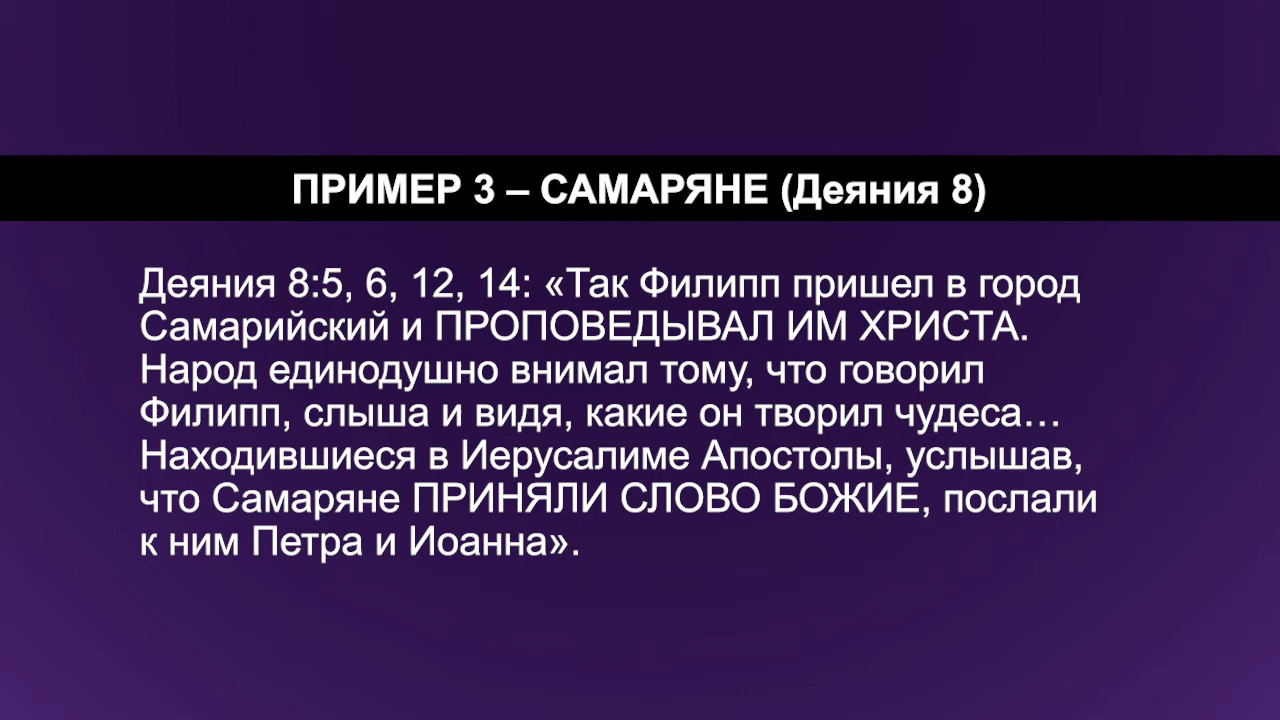 ПРИМЕР 3 – САМАРЯНЕ (Деяния 8)
Деяния 8:5, 6, 12, 14: «Так Филипп пришел в город
Самарийский и ПРОПОВЕДЫВАЛ ИМ ХРИСТА.
Народ единодушно внимал тому, что говорил
Филипп, слыша и видя, какие он творил чудеса…
Находившиеся в Иерусалиме Апостолы, услышав,
что Самаряне ПРИНЯЛИ СЛОВО БОЖИЕ, послали
к ним Петра и Иоанна».